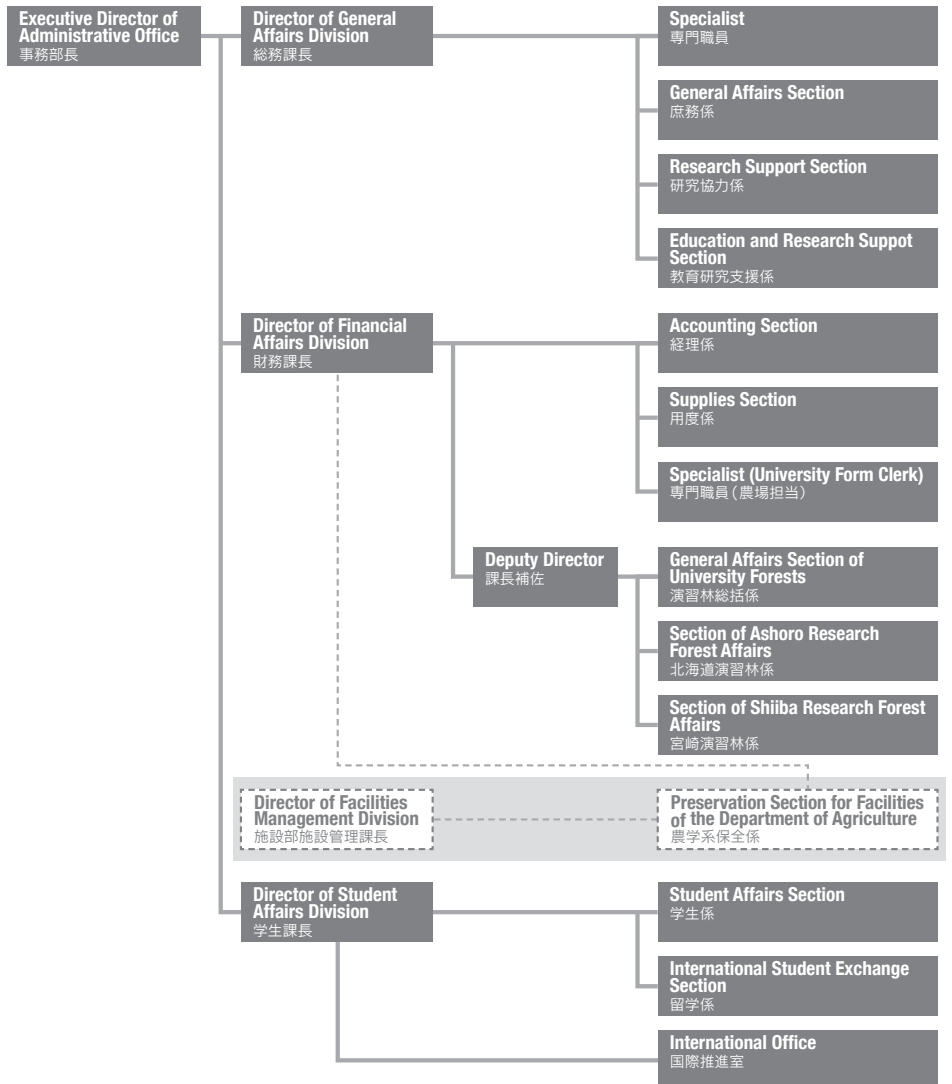 Executive Director of
Administrative Office
事務部長
Director of General
Affairs Division
総務課長
Specialist
専門職員
General Affairs Section
庶務係
Research Support Section
研究協力係
Education and Research Suppot
Section
教育研究支援係
Director of Financial
Affairs Division
財務課長
Accounting Section
経理係
Supplies Section
用度係
Specialist (University Form Clerk)
専門職員（農場担当）
Deputy Director
課長補佐
General Affairs Section of
University Forests
演習林総括係
Section of Ashoro Research
Forest Affairs
北海道演習林係
Section of Shiiba Research Forest
Affairs
宮崎演習林係
Director of Facilities
Management Division
施設部施設管理課長
Preservation Section for Facilities
of the Department of Agriculture
農学系保全係
Director of Student
Affairs Division
学生課長
Student Affairs Section
学生係
International Student Exchange
Section
留学係
International Office
国際推進室